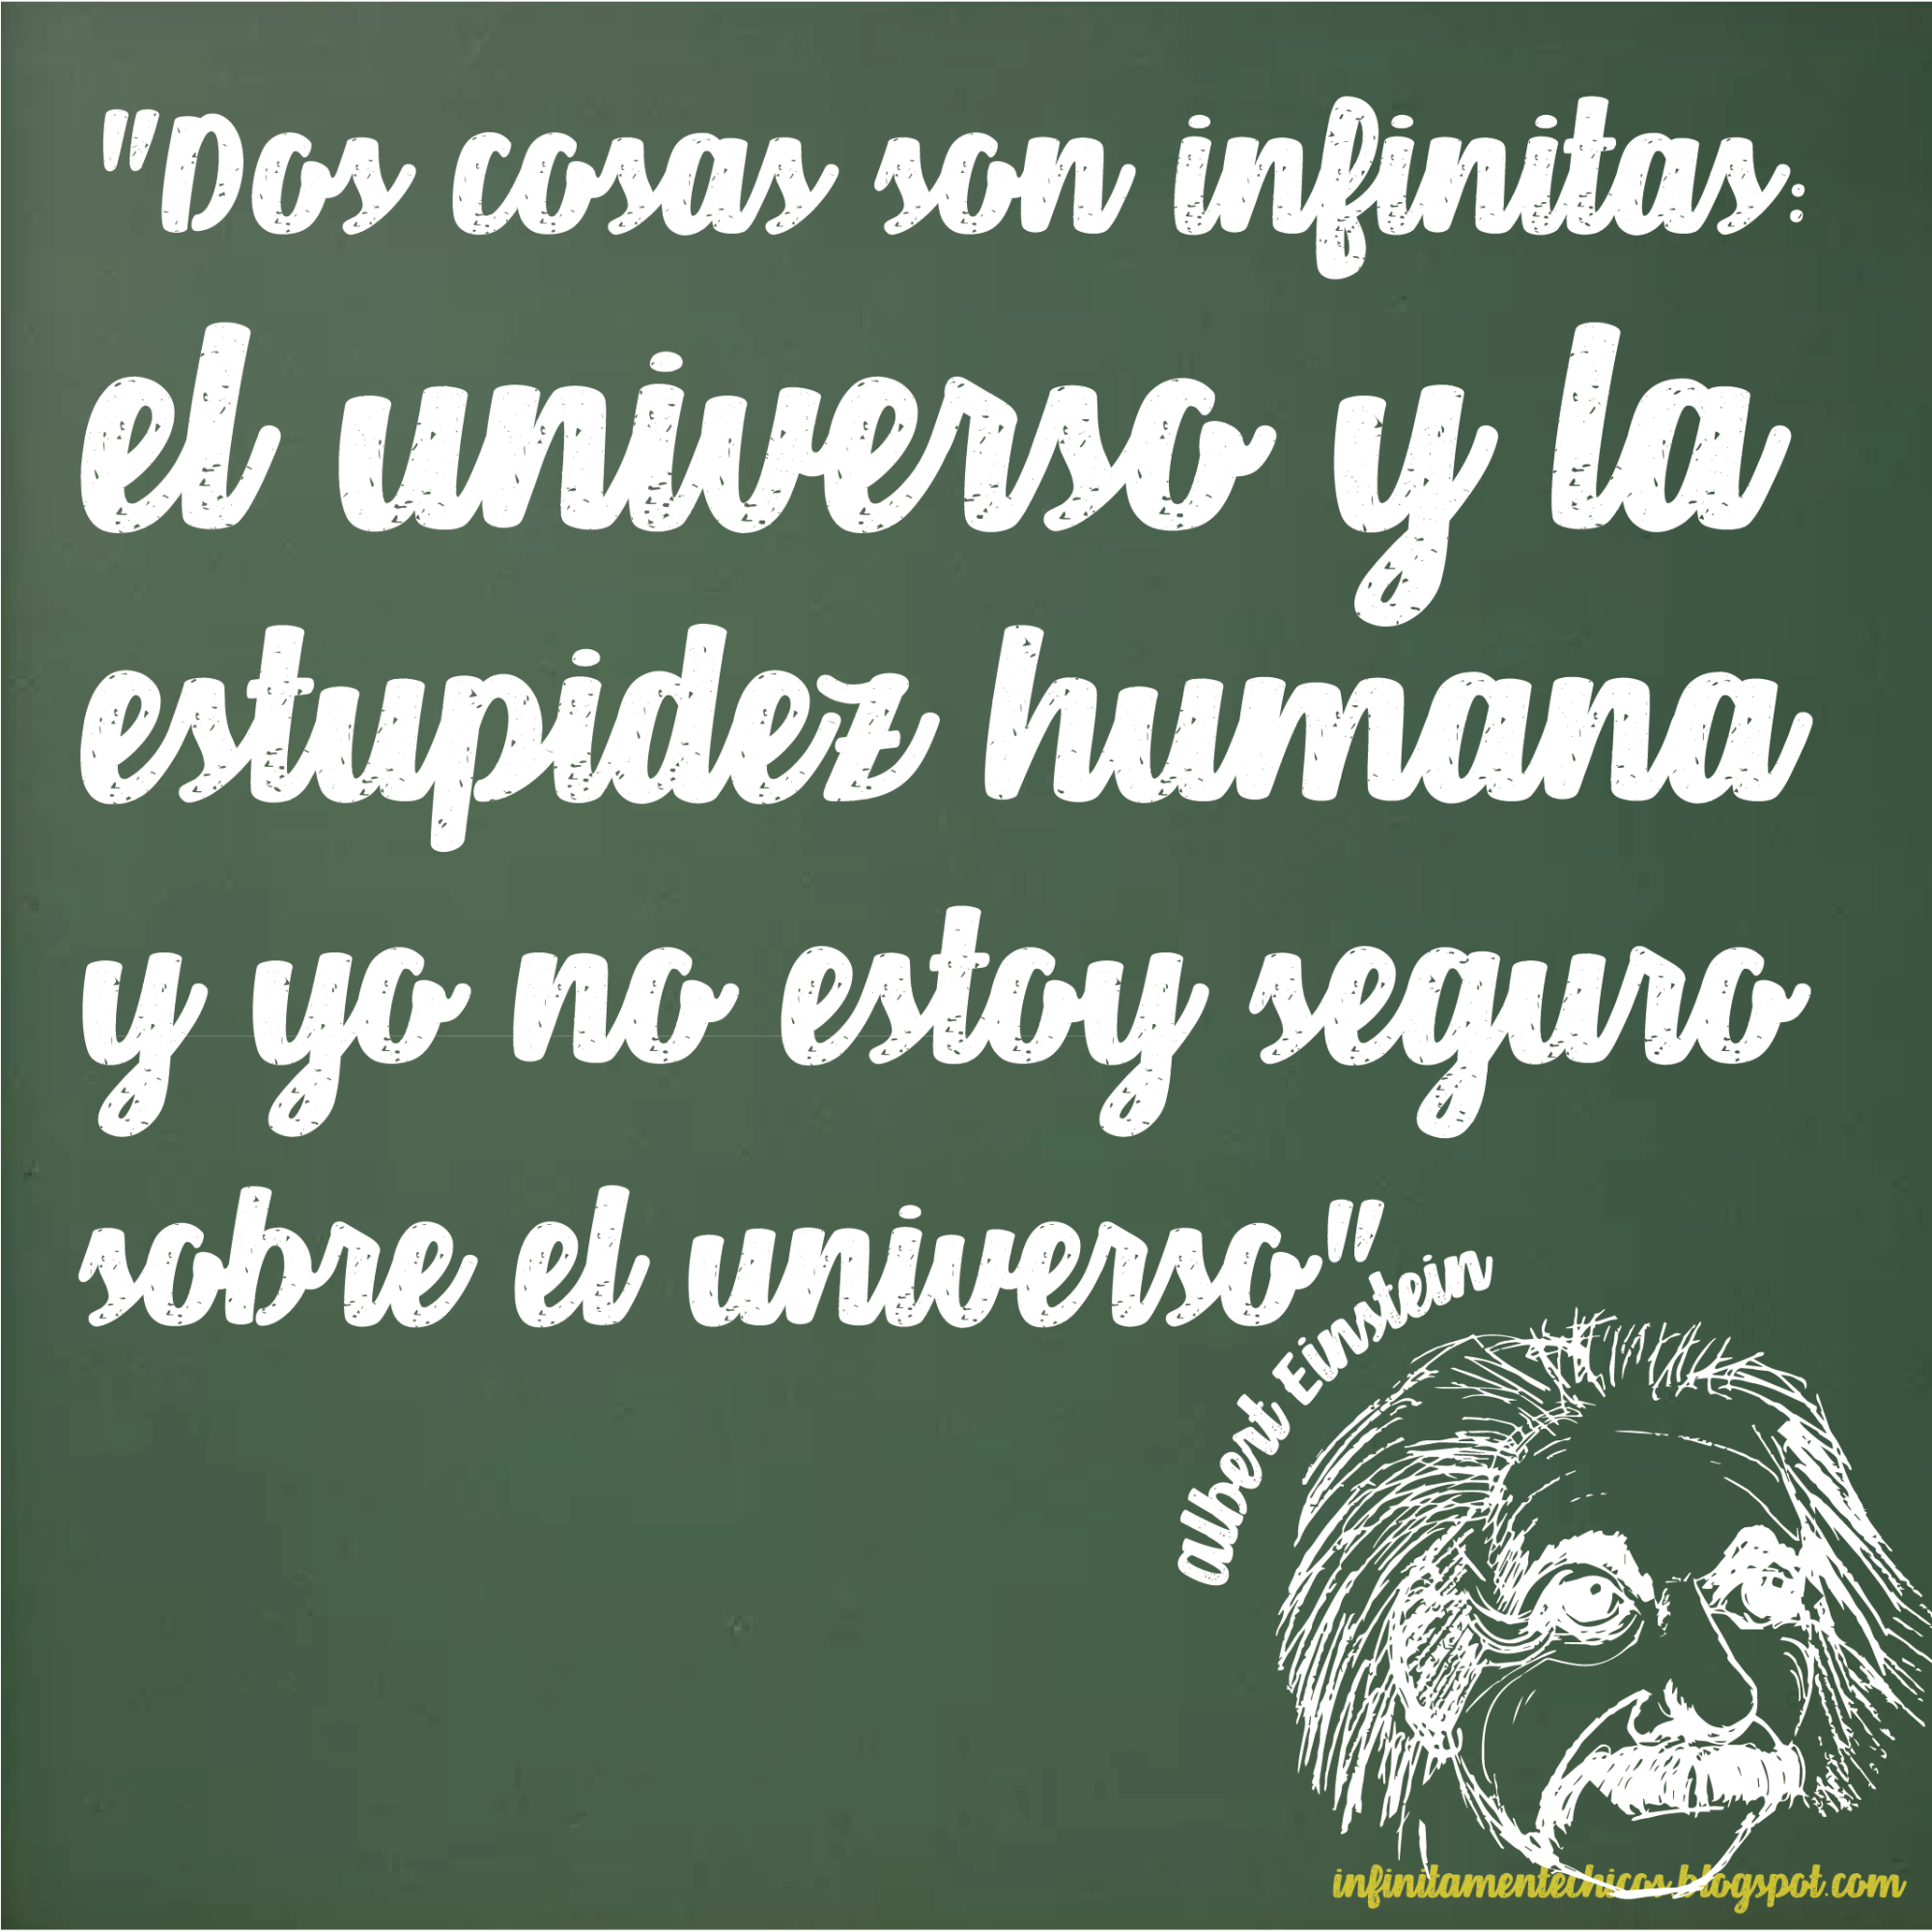 "Dos cosas son infinitas:
el universo y la
estupidez humana
y yo no estoy seguro
sobre el universo"
albert Einstein
infinitamentechicos.blogspot.com